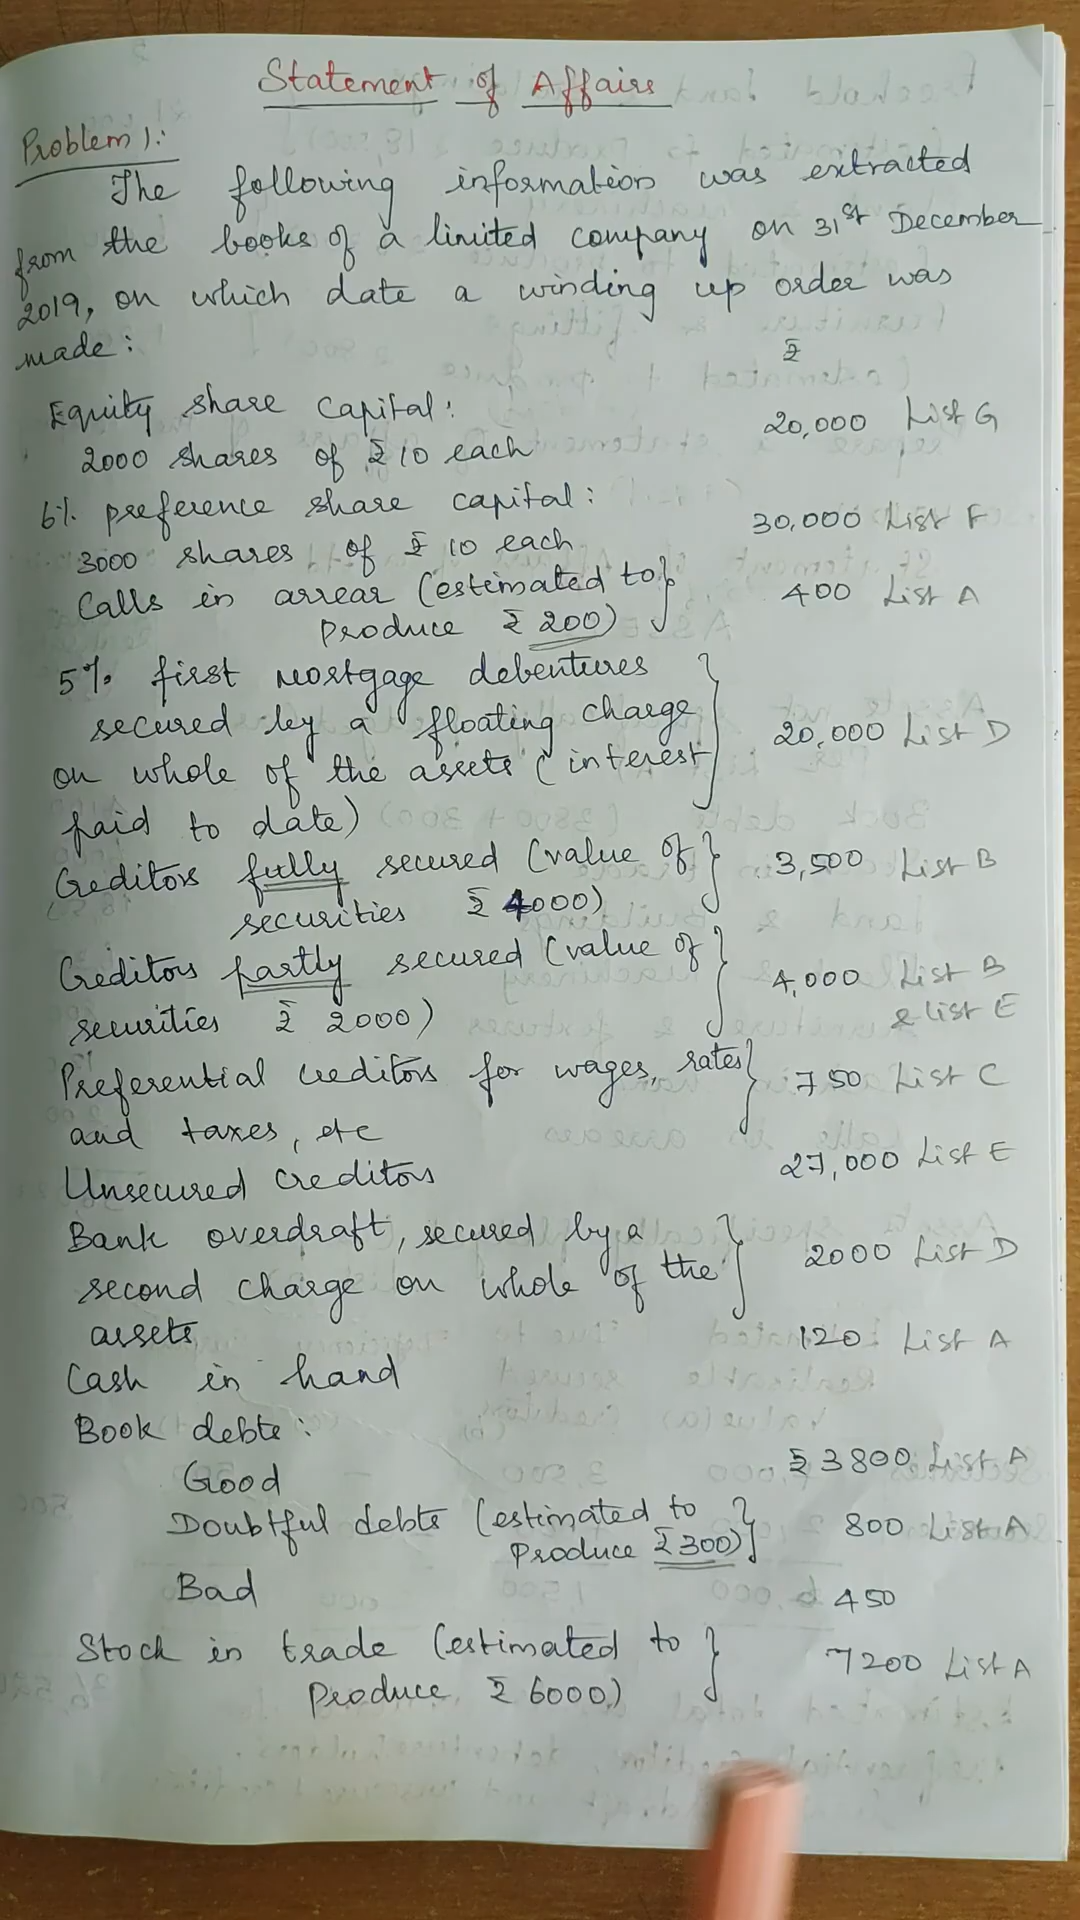 Statement of Affairs
Problem 1:
The following information was extracted
from the books of a limited company on 31st December
2019, on which date a winding up order was
made:
₹
Equity share capital:
2000 shares of ₹10 each 20,000 List G
6% preference share capital:
3000 shares of ₹ 10 each 30,000 List F
Calls in arrear (estimated to
produce ₹ 200) 400 List A
5% first mortgage debentures
secured by a floating charge
on whole of the assets (interest 20,000 List D
paid to date)
Creditors fully secured (value of 3,500 List B
securities ₹ 4000)
Creditors partly secured (value of 4,000 List B
securities ₹ 2000) & list E
Preferential creditors for wages, rates 750 List C
and taxes, etc
Unsecured Creditors 27,000 List E
Bank overdraft, secured by a
second charge on whole of the 2000 List D
assets
Cash in hand 120 List A
Book debts:
Good ₹ 3800 List A
Doubtful debts (estimated to 800 List A
produce ₹300)
Bad 450
Stock in trade (estimated to 7200 List A
produce ₹ 6000)